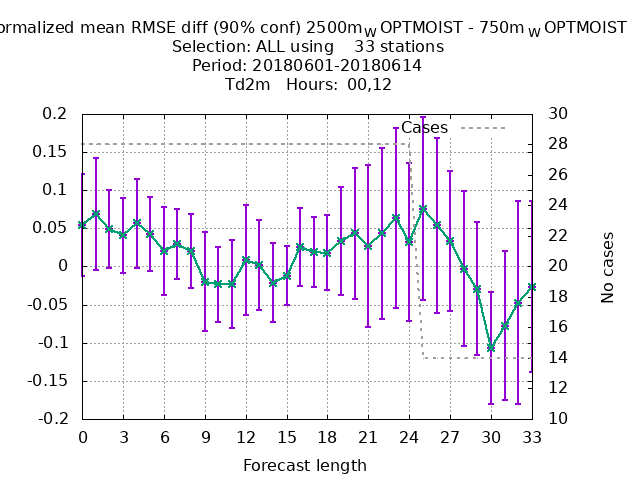 ormalized mean RMSE diff (90% conf) 2500m_W OPTMOIST - 750m_W OPTMOIST
Selection: ALL using 33 stations
Period: 20180601-20180614
Td2m Hours: 00,12
Cases
0.2
0.15
0.1
0.05
0
-0.05
-0.1
-0.15
-0.2
30
28
26
24
22
20
18
16
14
12
10
No cases
0 3 6 9 12 15 18 21 24 27 30 33
Forecast length